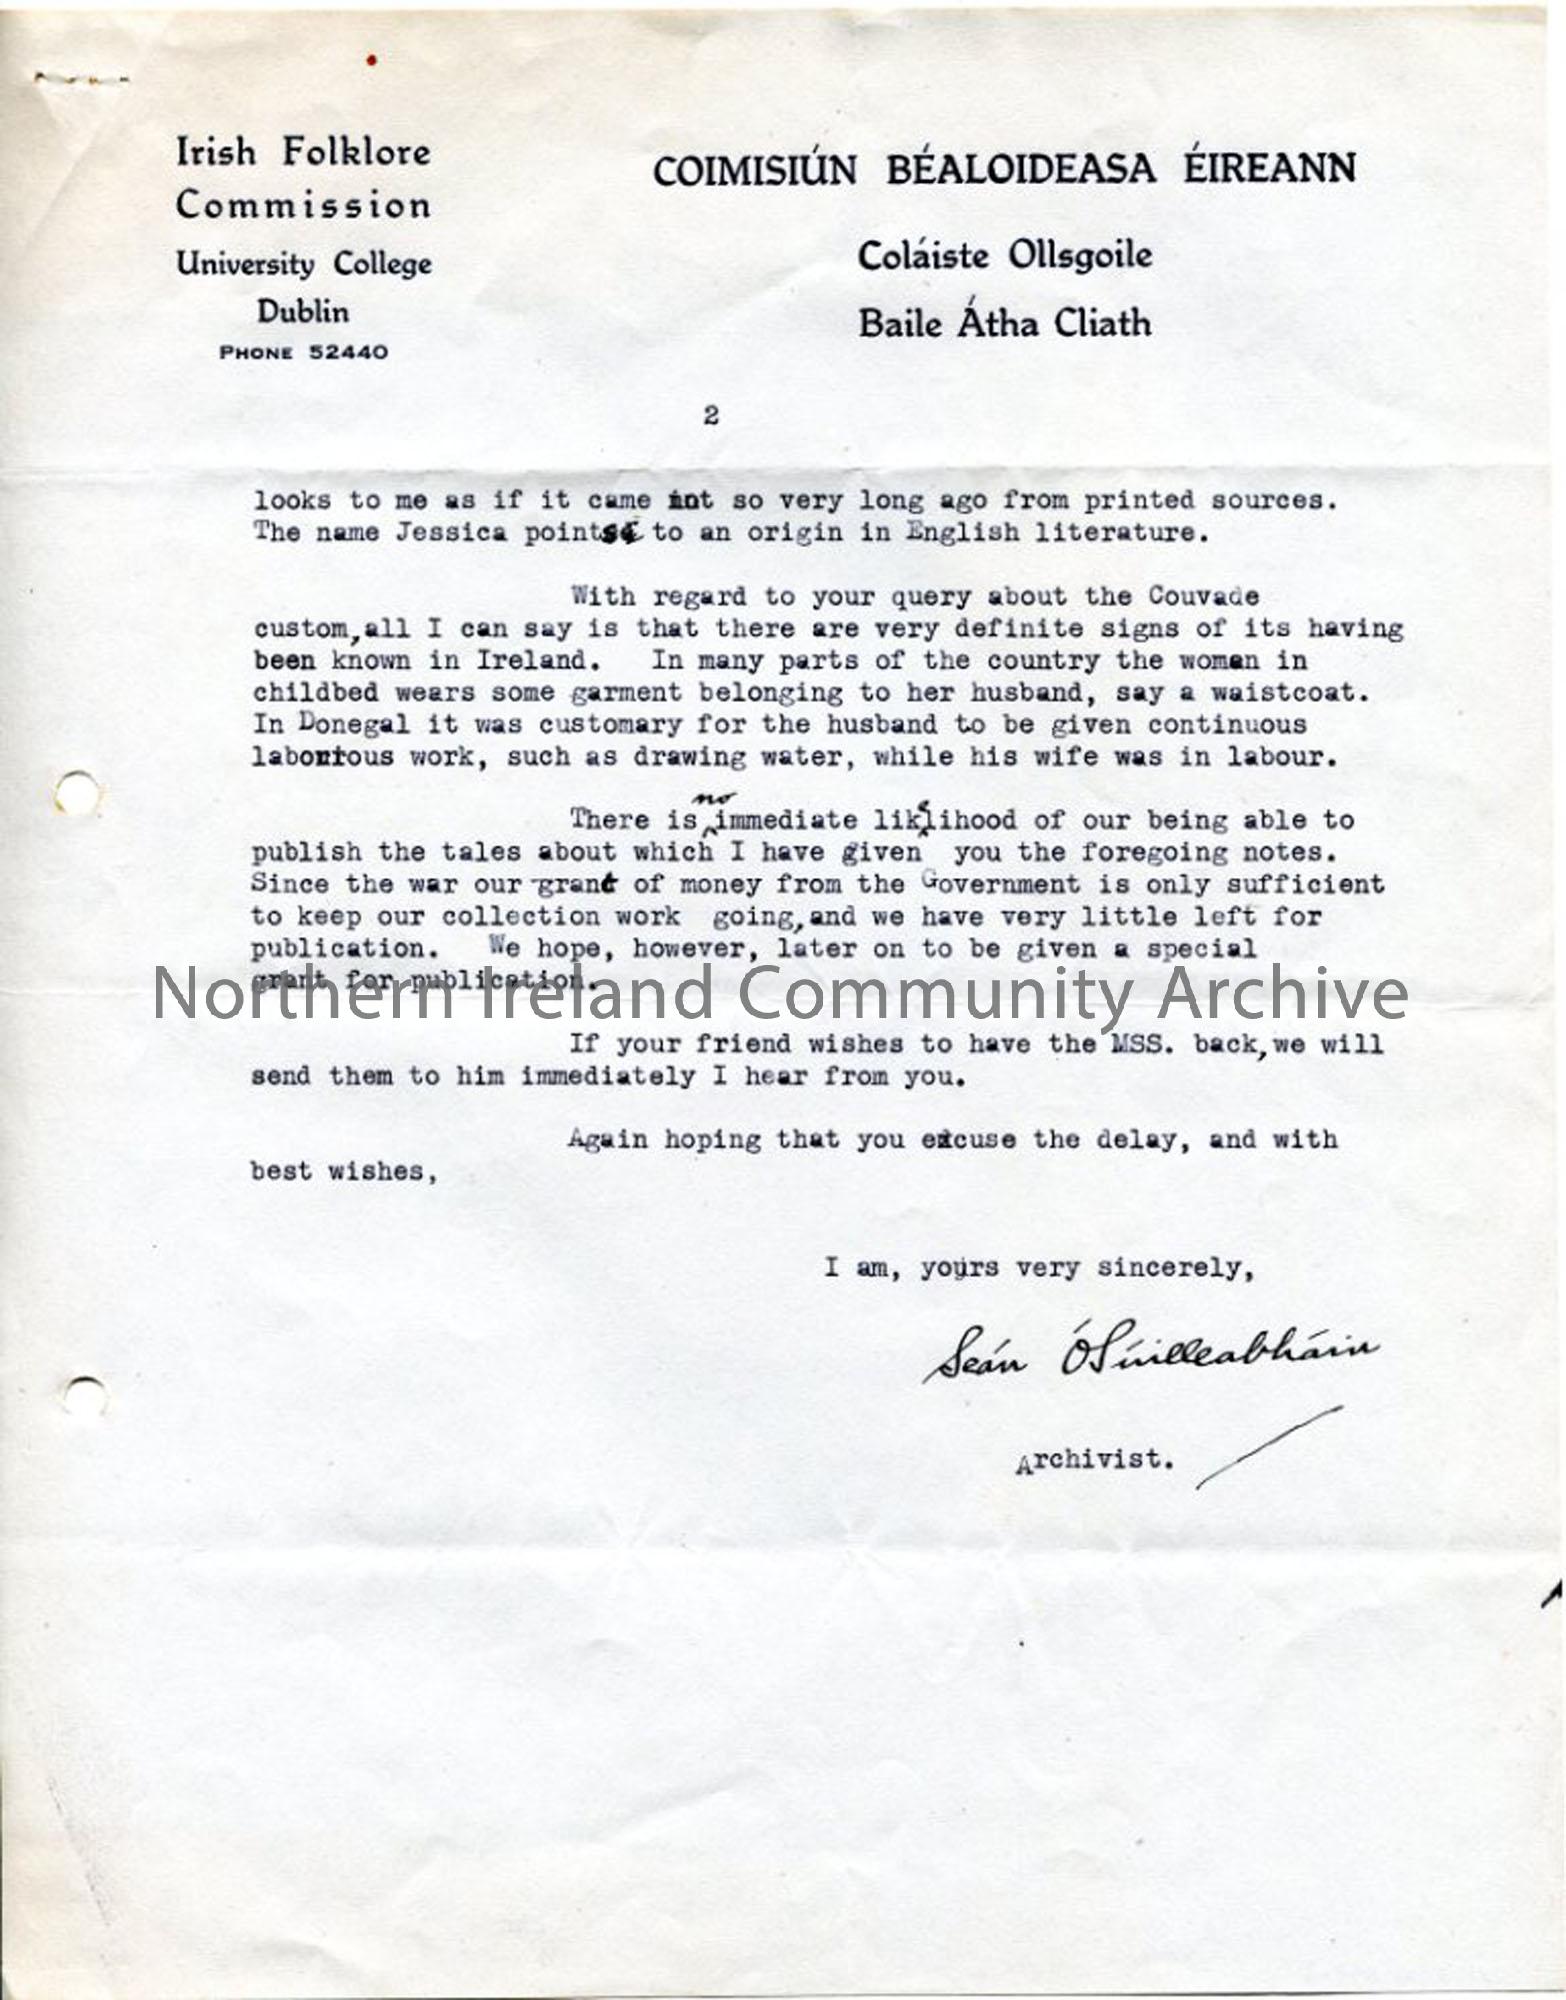 Irish Folklore
Commission
University College
Dublin
PHONE 52440
COIMISIÚN BÉALOIDEASA ÉIREANN
Coláiste Ollsgoile
Baile Átha Cliath
2
looks to me as if it came not so very long ago from printed sources.
The name Jessica points to an origin in English literature.
With regard to your query about the Couvade
custom, all I can say is that there are very definite signs of its having
been known in Ireland. In many parts of the country the woman in
childbed wears some garment belonging to her husband, say a waistcoat.
In Donegal it was customary for the husband to be given continuous
laborious work, such as drawing water, while his wife was in labour.
There is no immediate likelihood of our being able to
publish the tales about which I have given you the foregoing notes.
Since the war our grant of money from the Government is only sufficient
to keep our collection work going, and we have very little left for
publication. We hope, however, later on to be given a special
grant for publication.
Northern Ireland Community Archive
If your friend wishes to have the MSS. back, we will
send them to him immediately I hear from you.
Again hoping that you excuse the delay, and with
best wishes,
I am, yours very sincerely,
Seán Ó Súilleabháin
Archivist.